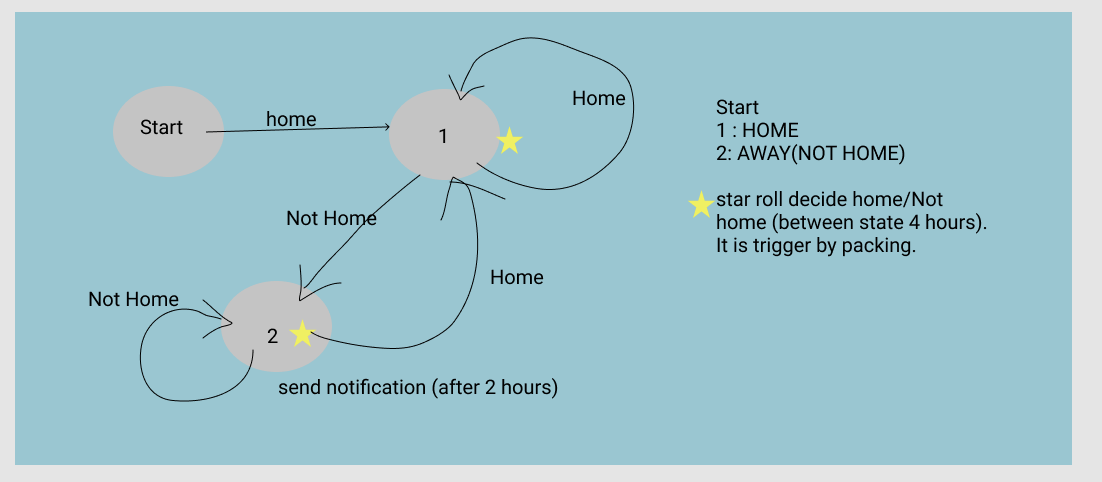 Start
home
1
Home
Not Home
Home
Not Home
2
send notification (after 2 hours)
Start
1 : HOME
2: AWAY(NOT HOME)
star roll decide home/Not
home (between state 4 hours).
It is trigger by packing.